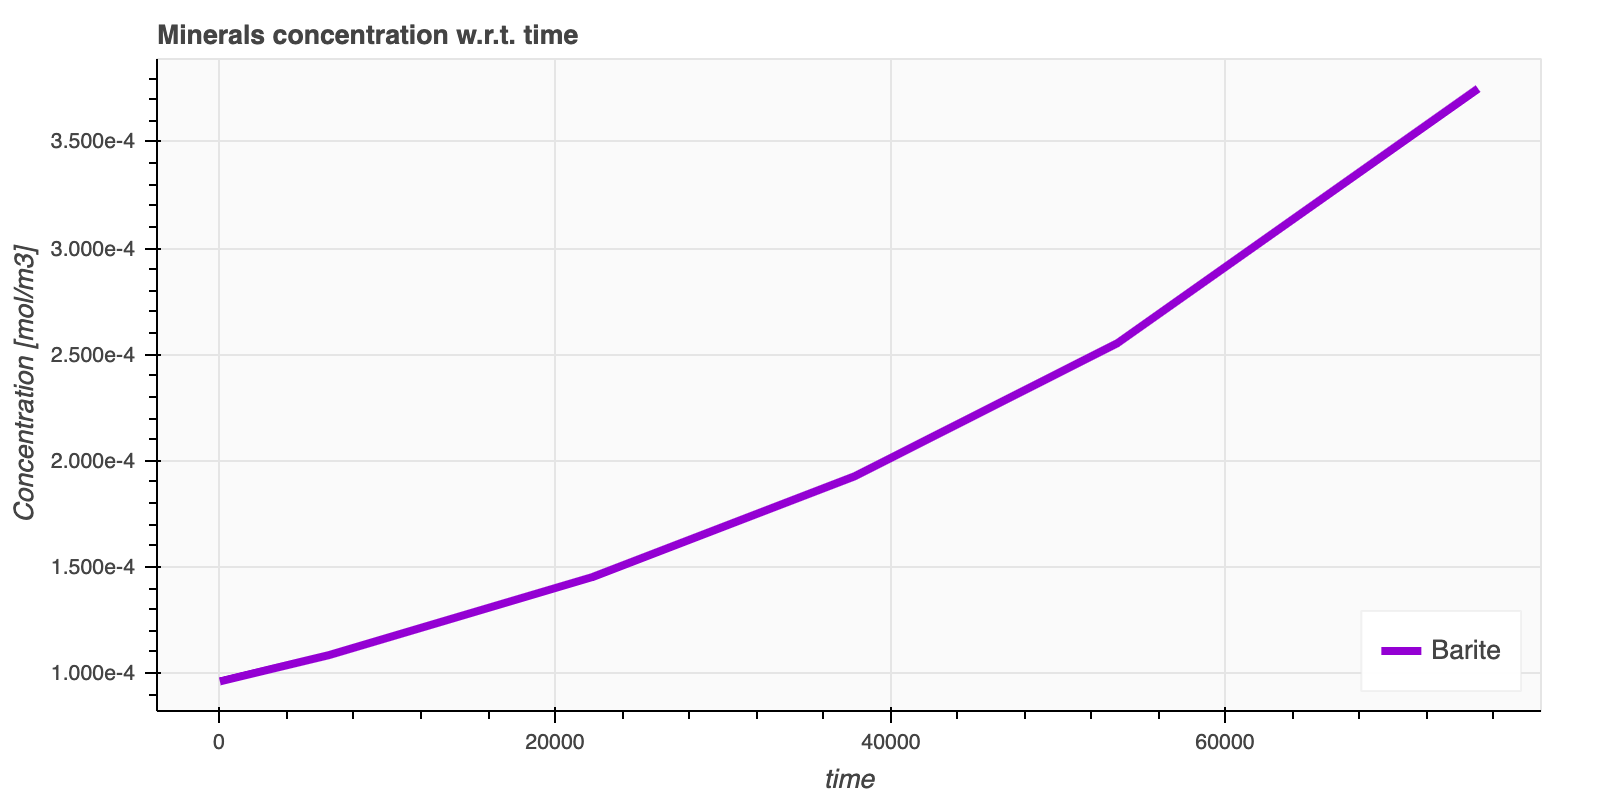 Minerals concentration w.r.t. time
Concentration [mol/m3]
3.500e-4
3.000e-4
2.500e-4
2.000e-4
1.500e-4
1.000e-4
Barite
0
20000
40000
60000
time